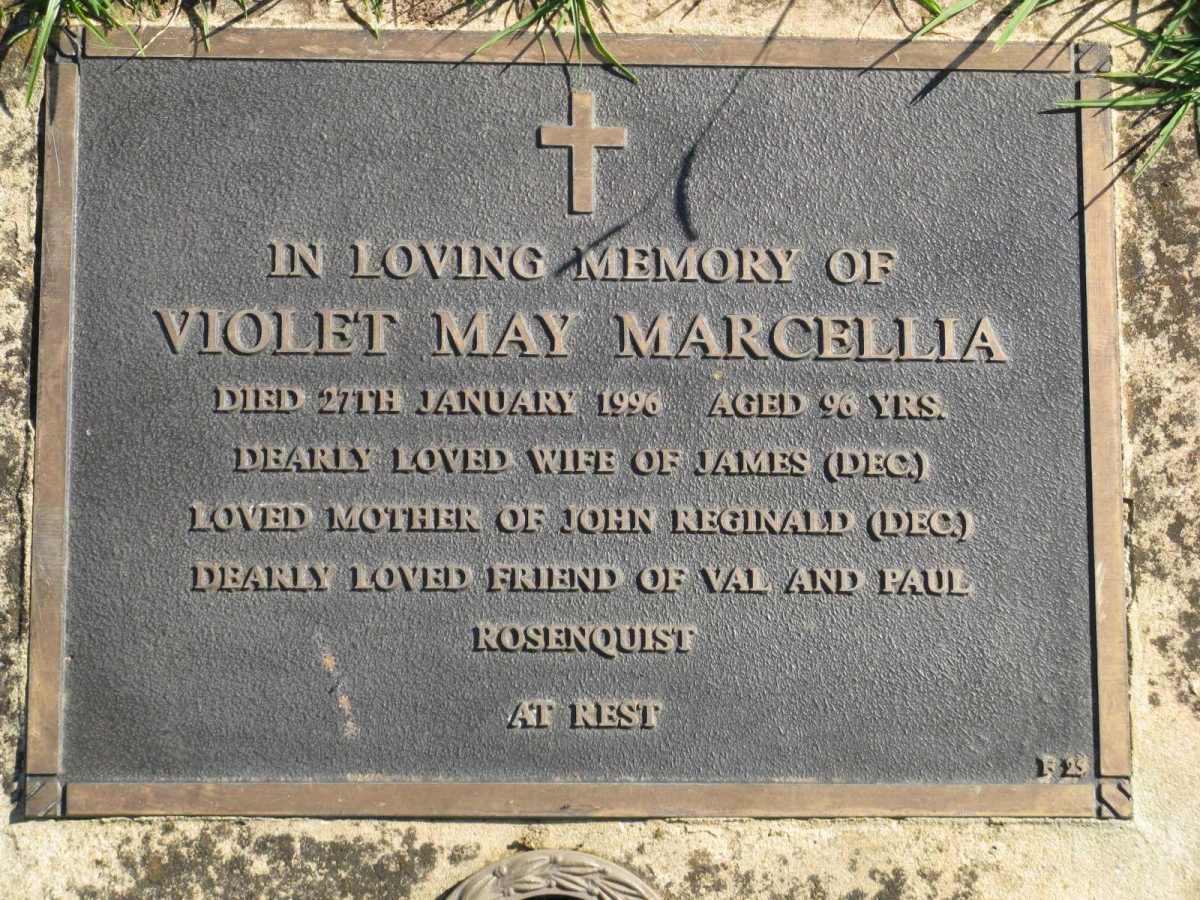 IN LOVING MEMORY OF
VIOLET MAY MARCELLIA
DIED 27TH JANUARY 1996 AGED 96 YRS.
DEARLY LOVED WIFE OF JAMES (DEC.)
LOVED MOTHER OF JOHN REGINALD (DEC.)
DEARLY LOVED FRIEND OF VAL AND PAUL
ROSENQUIST
AT REST
F 25